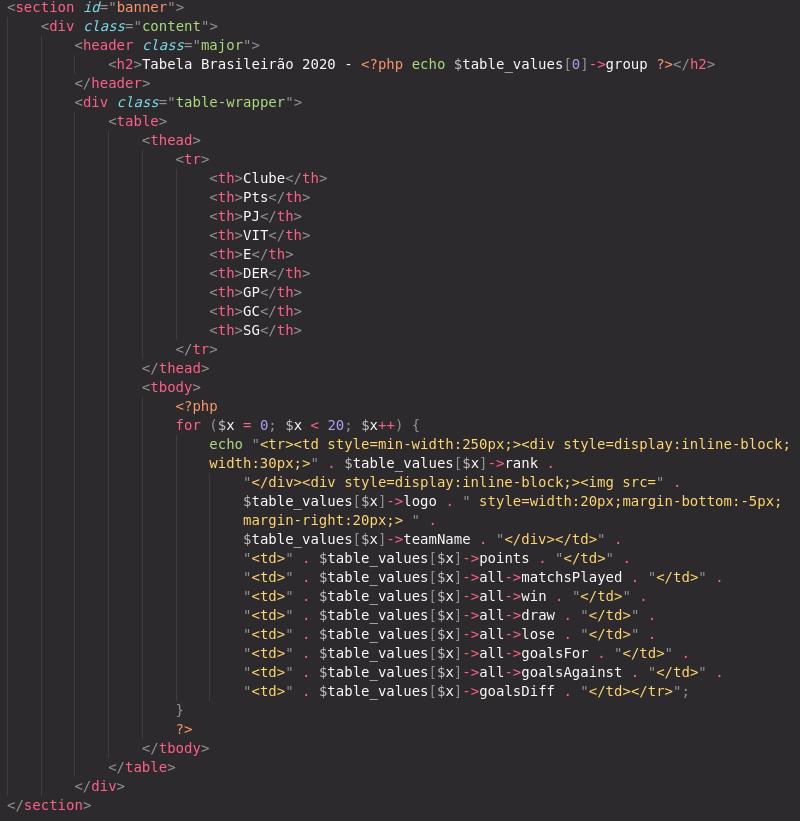 <section id="banner">
    <div class="content">
        <header class="major">
            <h2>Tabela Brasileirão 2020 - <?php echo $table_values[0]->group ?></h2>
        </header>
        <div class="table-wrapper">
            <table>
                <thead>
                    <tr>
                        <th>Clube</th>
                        <th>Pts</th>
                        <th>PJ</th>
                        <th>VIT</th>
                        <th>E</th>
                        <th>DER</th>
                        <th>GP</th>
                        <th>GC</th>
                        <th>SG</th>
                    </tr>
                </thead>
                <tbody>
                    <?php
                    for ($x = 0; $x < 20; $x++) {
                        echo "<tr><td style=min-width:250px;><div style=display:inline-block;
                        width:30px;>" . $table_values[$x]->rank .
                            "</div><div style=display:inline-block;><img src=" .
                            $table_values[$x]->logo . " style=width:20px;margin-bottom:-5px;
                            margin-right:20px;> " .
                            $table_values[$x]->teamName . "</div></td>" .
                            "<td>" . $table_values[$x]->points . "</td>" .
                            "<td>" . $table_values[$x]->all->matchsPlayed . "</td>" .
                            "<td>" . $table_values[$x]->all->win . "</td>" .
                            "<td>" . $table_values[$x]->all->draw . "</td>" .
                            "<td>" . $table_values[$x]->all->lose . "</td>" .
                            "<td>" . $table_values[$x]->all->goalsFor . "</td>" .
                            "<td>" . $table_values[$x]->all->goalsAgainst . "</td>" .
                            "<td>" . $table_values[$x]->goalsDiff . "</td></tr>";
                    }
                    ?>
                </tbody>
            </table>
        </div>
</section>